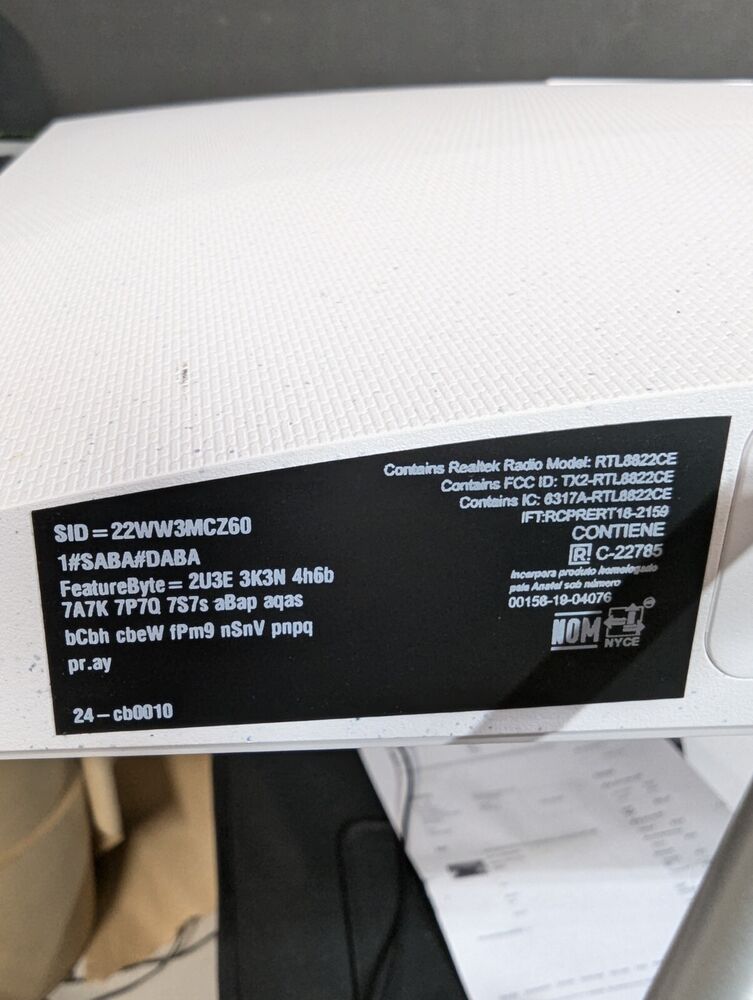 SID=22WW3MCZ60
1#SABA#DABA
FeatureByte = 2U3E 3K3N 4h6b
7A7K 7P7Q 7S7s aBap aqas
bCbh cbeW fPm9 nSnV pnpq
pr.ay
24-cb0010
Contains Realtek Radio Model: RTL8822CE
Contains FCC ID: TX2-RTL8822CE
Contains IC: 6317A-RTL8822CE
IFT:RCPRERT18-2159
CONTIENE
R! C-22785
Incorpora produto homologado
pela Anatel sob número
00156-19-04076
NOM
NYCE